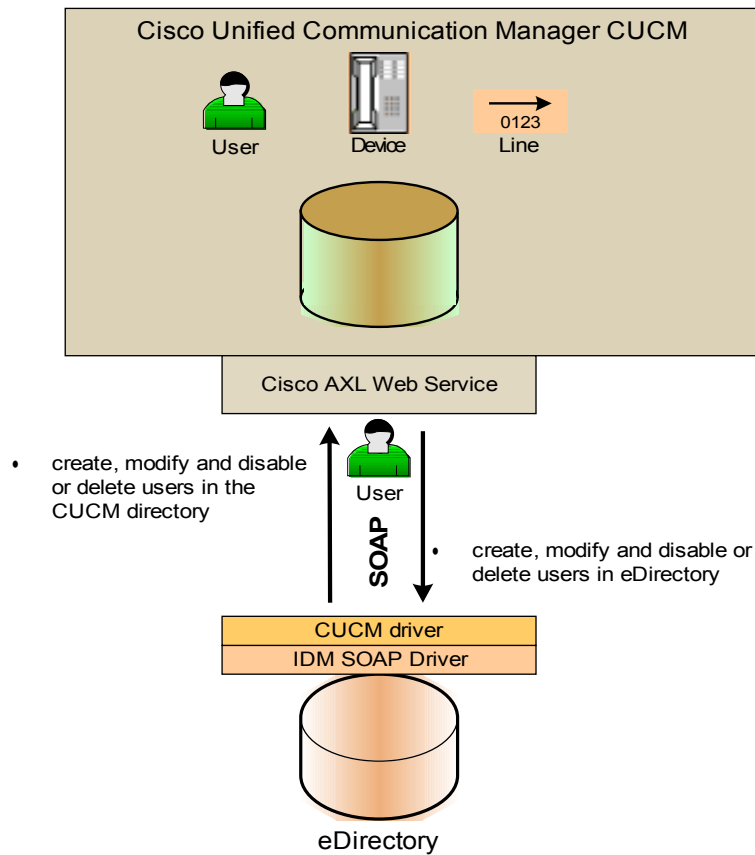 Cisco Unified Communication Manager CUCM
User
Device
0123
Line
Cisco AXL Web Service
• create, modify and disable
or delete users in the
CUCM directory
User
SOAP
• create, modify and disable or
delete users in eDirectory
CUCM driver
IDM SOAP Driver
eDirectory